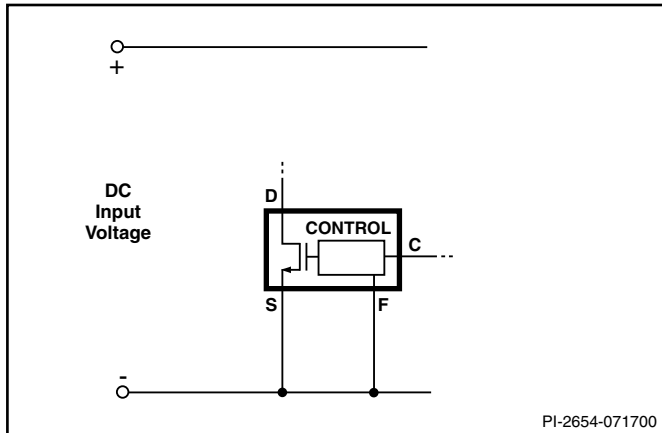 +
DC
Input
Voltage
D
CONTROL
C
S
F
-
PI-2654-071700